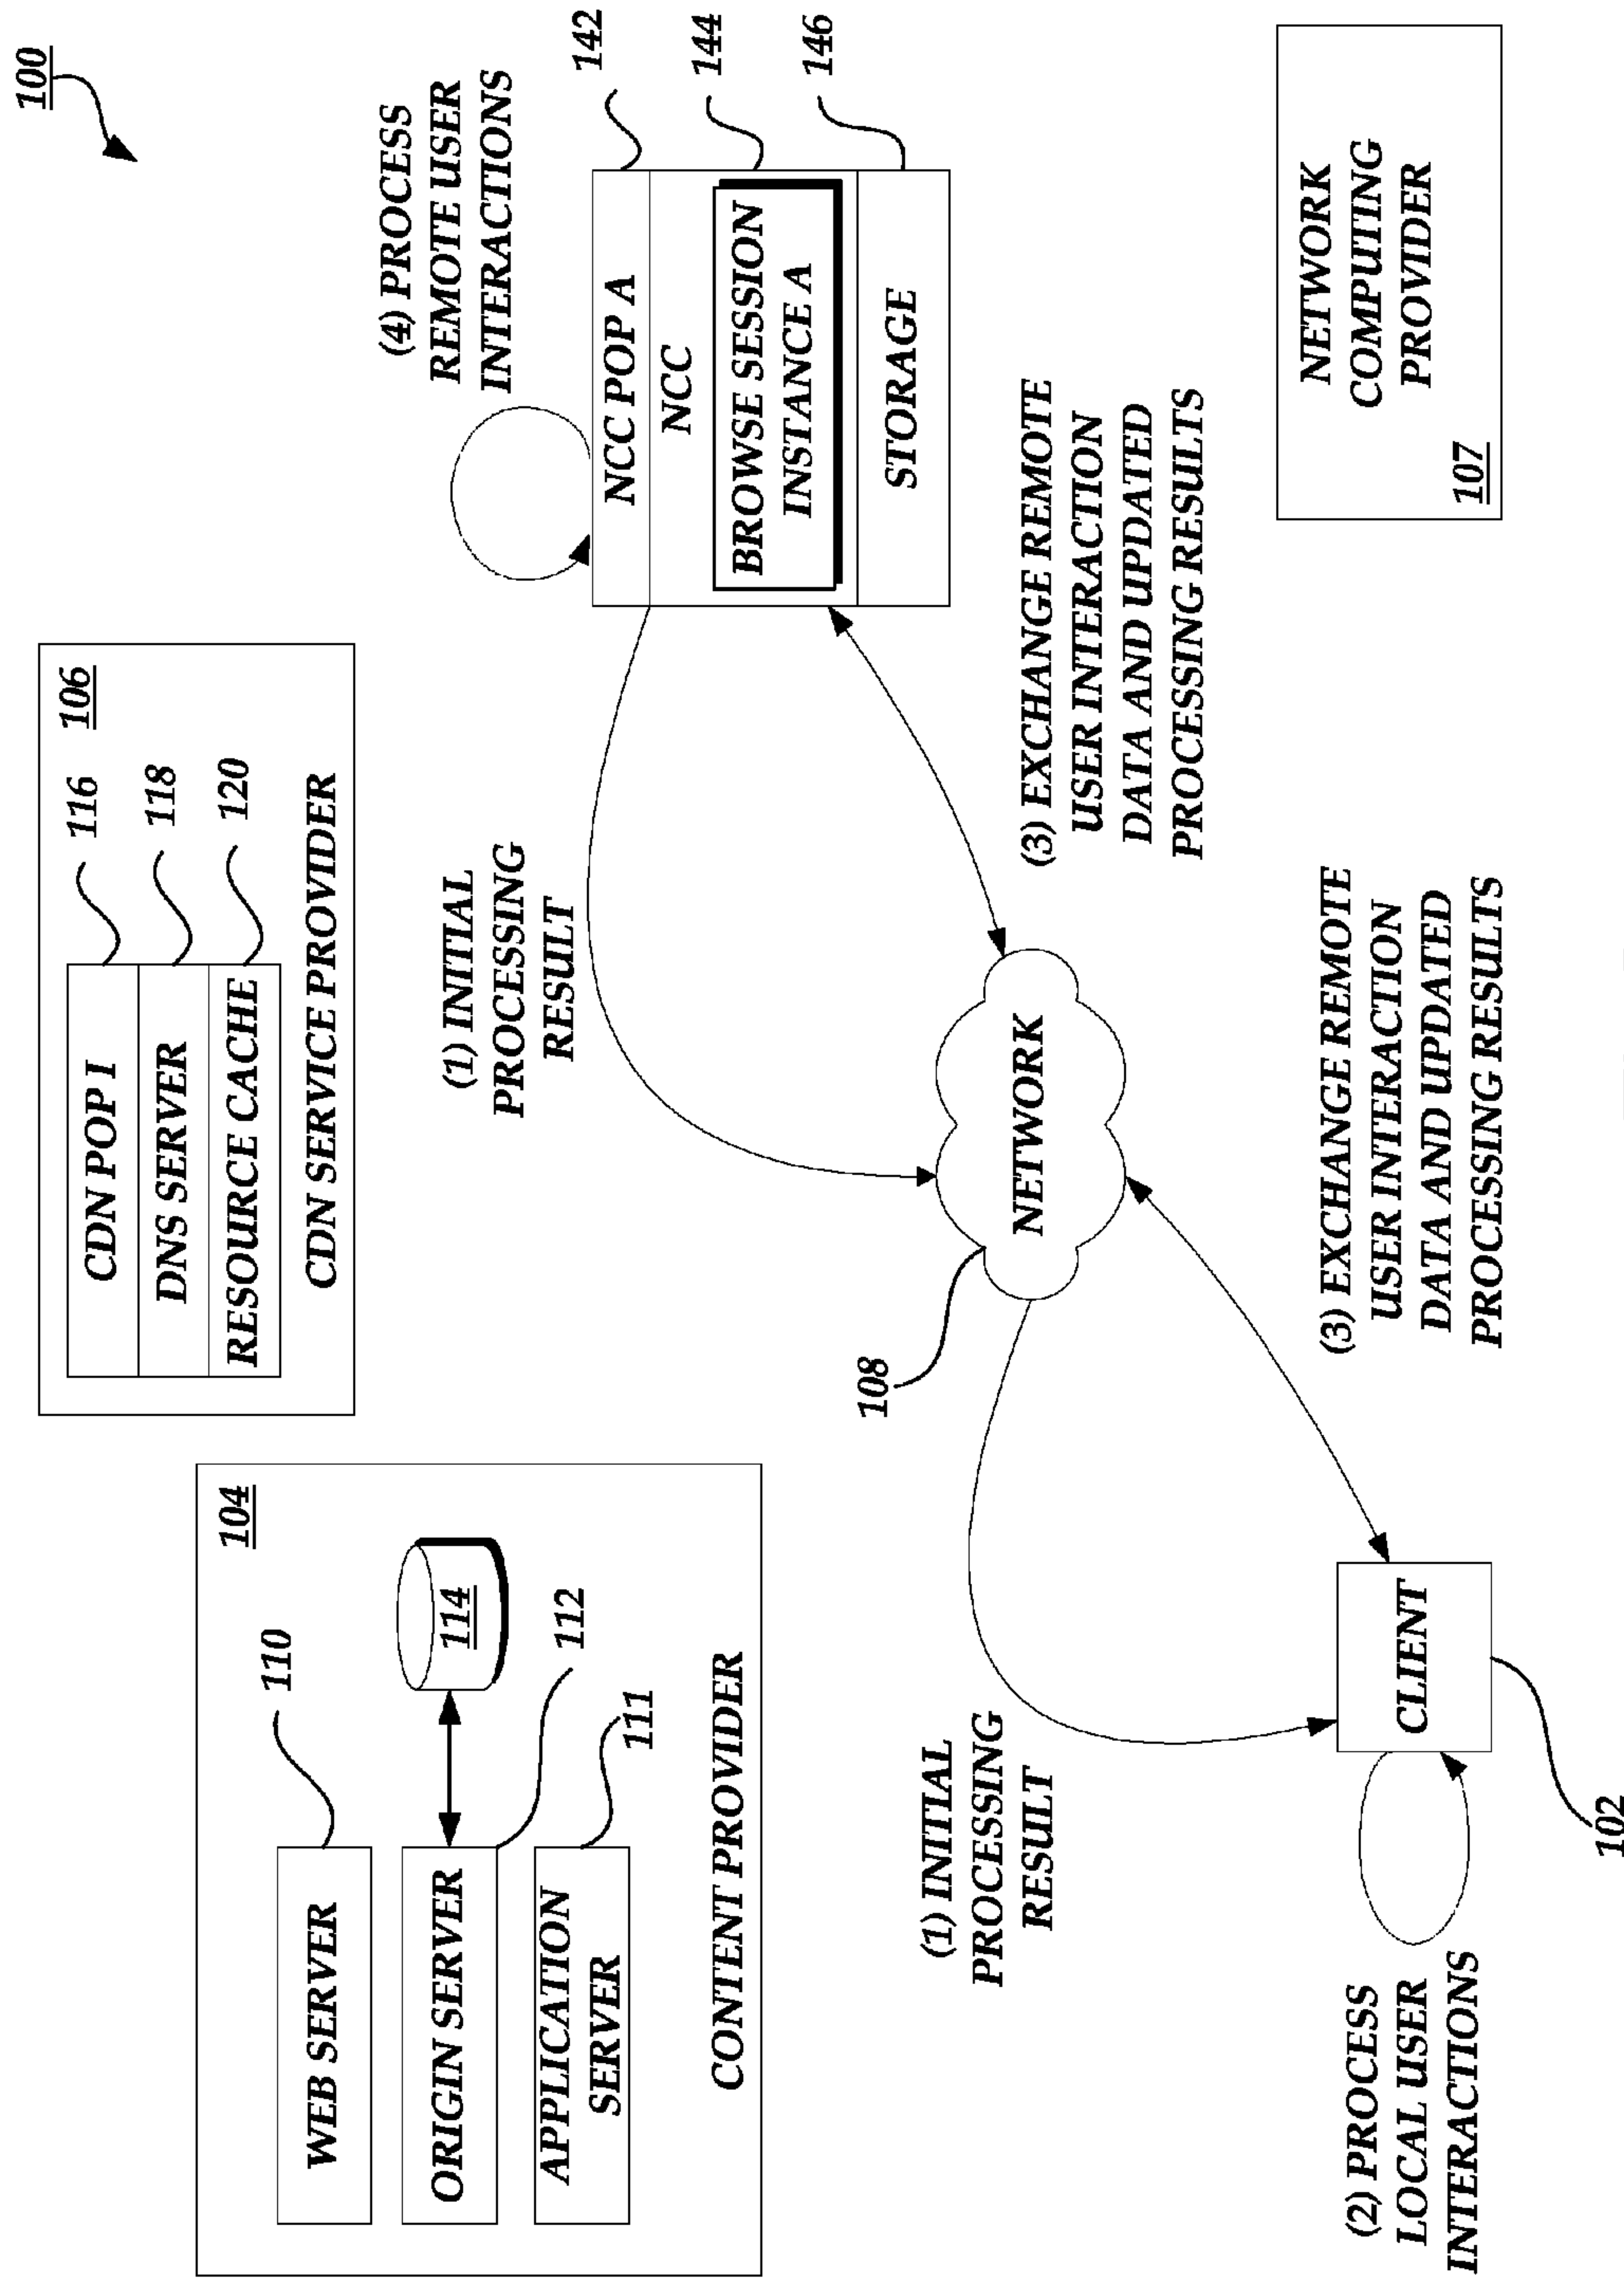 100
104
110
WEB SERVER
114
ORIGIN SERVER
112
APPLICATION
SERVER
111
CONTENT PROVIDER
106
116
CDN POP I
118
DNS SERVER
120
RESOURCE CACHE
CDN SERVICE PROVIDER
(4) PROCESS
REMOTE USER
INTERACTIONS
142
NCC POP A
NCC
144
BROWSE SESSION
INSTANCE A
146
STORAGE
(1) INITIAL
PROCESSING
RESULT
108
NETWORK
(3) EXCHANGE REMOTE
USER INTERACTION
DATA AND UPDATED
PROCESSING RESULTS
(1) INITIAL
PROCESSING
RESULT
(3) EXCHANGE REMOTE
USER INTERACTION
DATA AND UPDATED
PROCESSING RESULTS
NETWORK
COMPUTING
PROVIDER
107
CLIENT
(2) PROCESS
LOCAL USER
INTERACTIONS
102